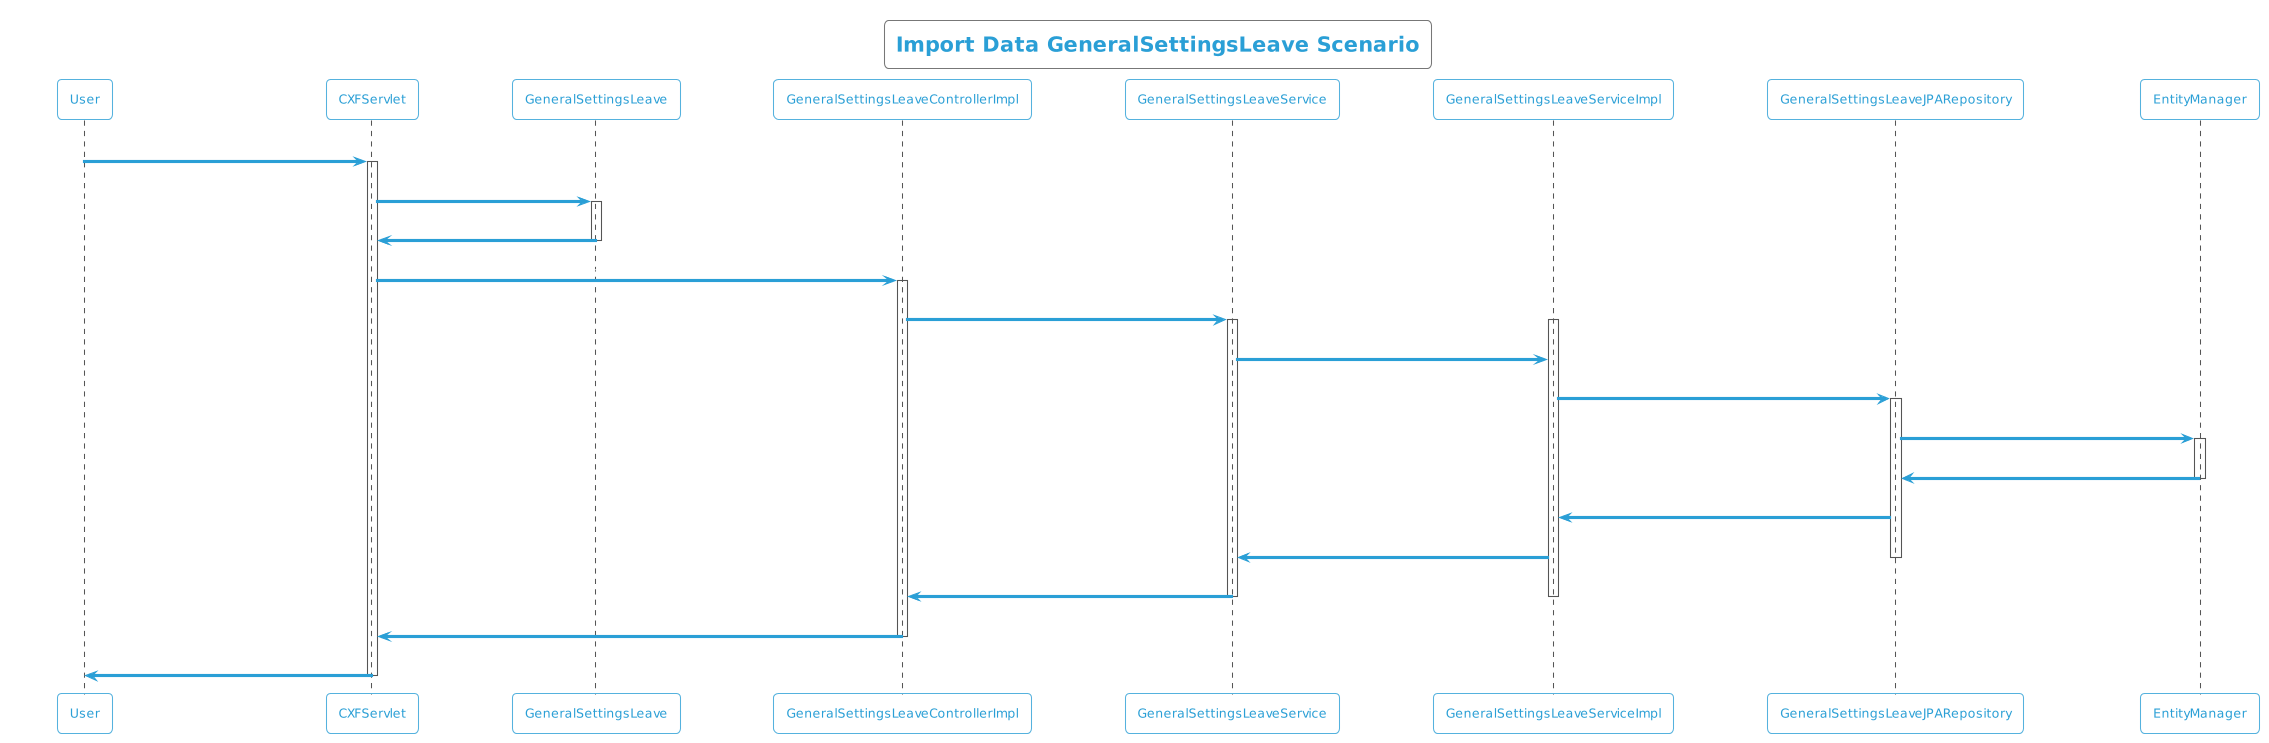 Import Data GeneralSettingsLeave Scenario
User
CXFServlet
GeneralSettingsLeave
GeneralSettingsLeaveControllerImpl
GeneralSettingsLeaveService
GeneralSettingsLeaveServiceImpl
GeneralSettingsLeaveJPARepository
EntityManager
User
CXFServlet
GeneralSettingsLeave
GeneralSettingsLeaveControllerImpl
GeneralSettingsLeaveService
GeneralSettingsLeaveServiceImpl
GeneralSettingsLeaveJPARepository
EntityManager